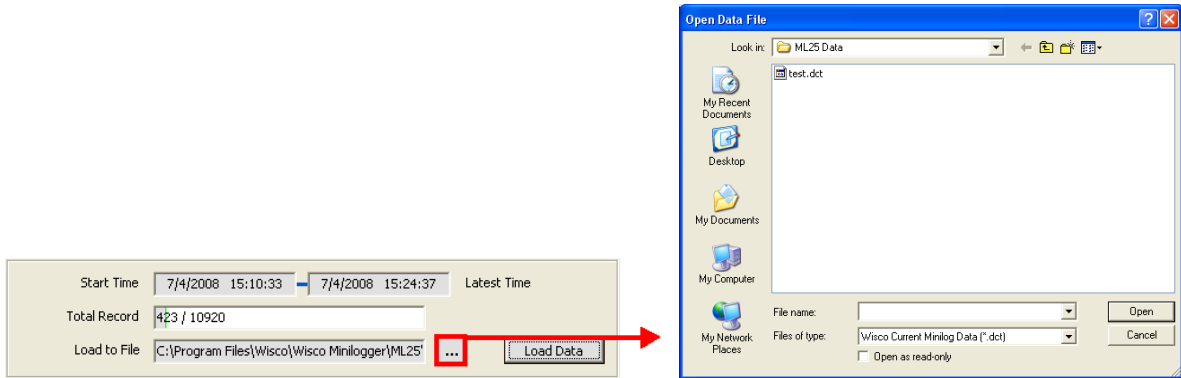 Start Time 7/4/2008 15:10:33 7/4/2008 15:24:37 Latest Time
Total Record 423 / 10920
Load to File C:\Program Files\Wisco\Wisco Minilogger\ML25' ... Load Data
Open Data File
Look in: ML25 Data
test.dct
My Recent
Documents
Desktop
My Documents
My Computer
My Network
Places
File name: Open
Files of type: Wisco Current Minilog Data (*.dct) Cancel
Open as read-only